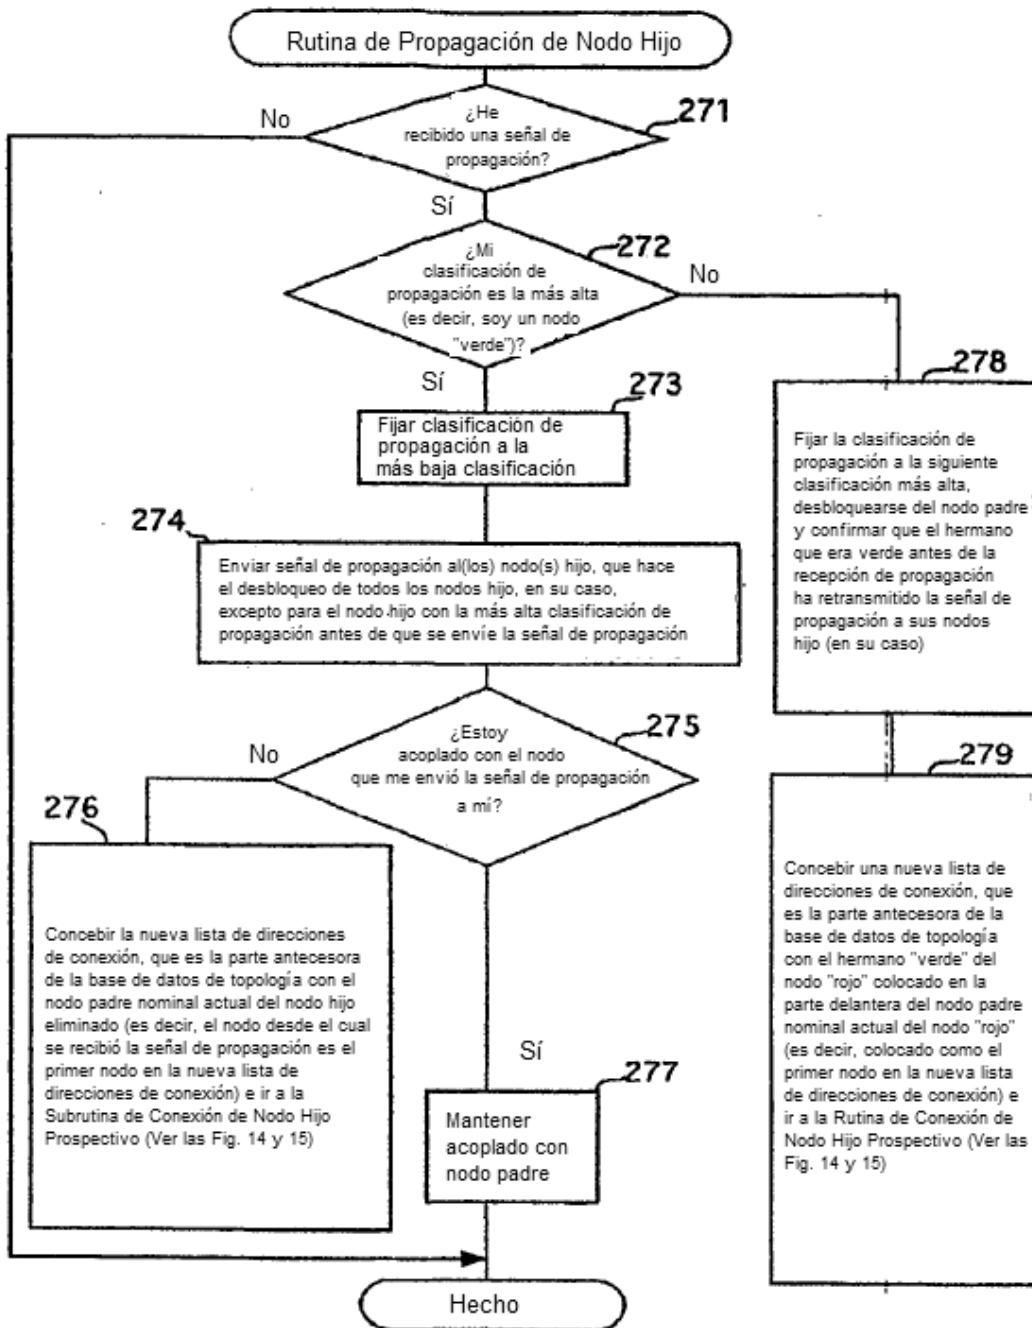 Rutina de Propagación de Nodo Hijo
271
¿He
recibido una señal de
propagación?
No
Sí
272
¿Mi
clasificación de
propagación es la más alta
(es decir, soy un nodo
"verde")?
No
Sí
273
Fijar clasificación de
propagación a la
más baja clasificación
278
Fijar la clasificación de
propagación a la siguiente
clasificación más alta,
desbloquearse del nodo padre
y confirmar que el hermano
que era verde antes de la
recepción de propagación
ha retransmitido la señal de
propagación a sus nodos
hijo (en su caso)
274
Enviar señal de propagación al(los) nodo(s) hijo, que hace
el desbloqueo de todos los nodos hijo, en su caso,
excepto para el nodo hijo con la más alta clasificación de
propagación antes de que se envíe la señal de propagación
275
¿Estoy
acoplado con el nodo
que me envió la señal de propagación
a mí?
No
Sí
276
Concebir la nueva lista de direcciones
de conexión, que es la parte antecesora
de la base de datos de topología con el
nodo padre nominal actual del nodo hijo
eliminado (es decir, el nodo desde el cual
se recibió la señal de propagación es el
primer nodo en la nueva lista de
direcciones de conexión) e ir a la
Subrutina de Conexión de Nodo Hijo
Prospectivo (Ver las Fig. 14 y 15)
277
Mantener
acoplado con
nodo padre
279
Concebir una nueva lista de
direcciones de conexión, que
es la parte antecesora de la
base de datos de topología
con el hermano "verde" del
nodo "rojo" colocado en la
parte delantera del nodo padre
nominal actual del nodo "rojo"
(es decir, colocado como el
primer nodo en la nueva lista
de direcciones de conexión) e
ir a la Rutina de Conexión de
Nodo Hijo Prospectivo (Ver las
Fig. 14 y 15)
Hecho